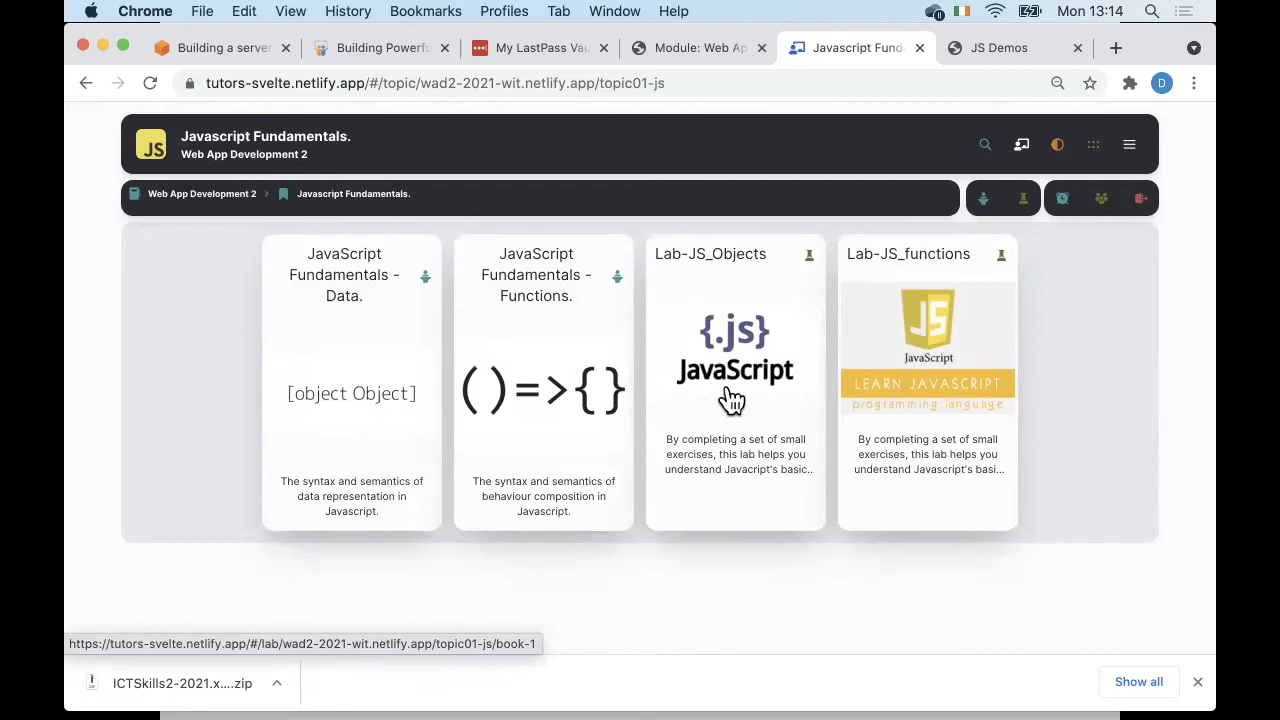 Chrome File Edit View History Bookmarks Profiles Tab Window Help Mon 13:14
Building a server Building Powerfu My LastPass Vau Module: Web Ap Javascript Fund JS Demos
tutors-svelte.netlify.app/#/topic/wad2-2021-wit.netlify.app/topic01-js D
JS
Javascript Fundamentals.
Web App Development 2
Web App Development 2 > Javascript Fundamentals.
JavaScript
Fundamentals -
Data.
[object Object]
The syntax and semantics of
data representation in
Javascript.
JavaScript
Fundamentals -
Functions.
()=>{}
The syntax and semantics of
behaviour composition in
Javascript.
Lab-JS_Objects
{.js}
JavaScript
By completing a set of small
exercises, this lab helps you
understand Javacript's basic..
Lab-JS_functions
JS
JavaScript
LEARN JAVASCRIPT
programming language
By completing a set of small
exercises, this lab helps you
understand Javascript's basi...
https://tutors-svelte.netlify.app/#/lab/wad2-2021-wit.netlify.app/topic01-js/book-1
ICTSkills2-2021.x....zip
Show all